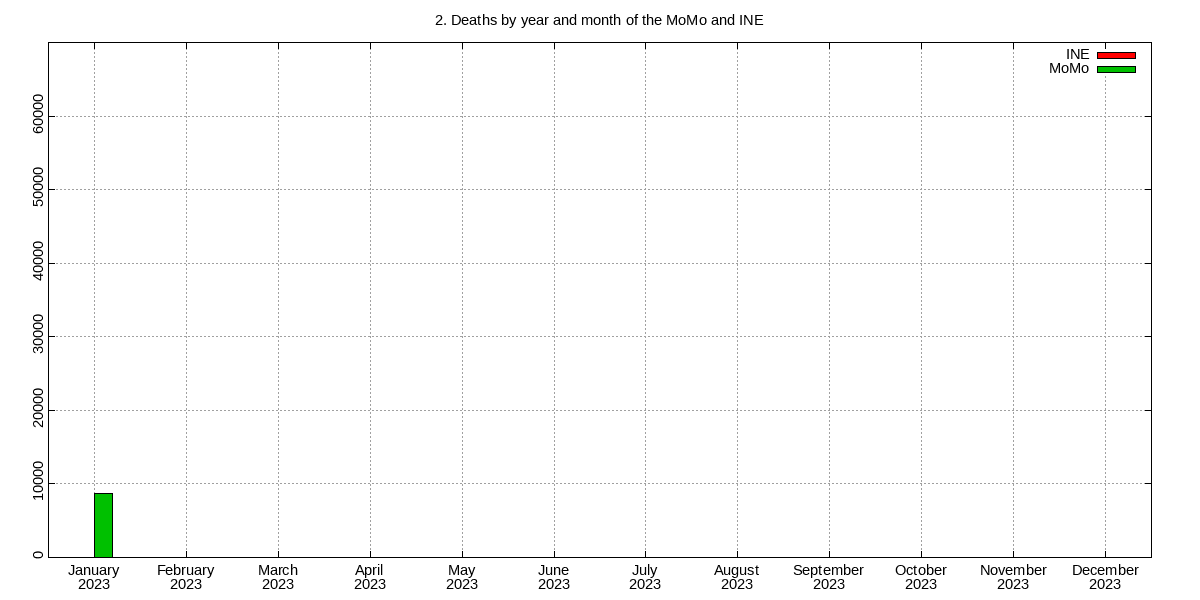 2. Deaths by year and month of the MoMo and INE
INE
MoMo
60000
50000
40000
30000
20000
10000
0
January February March April May June July August September October November December
2023 2023 2023 2023 2023 2023 2023 2023 2023 2023 2023 2023